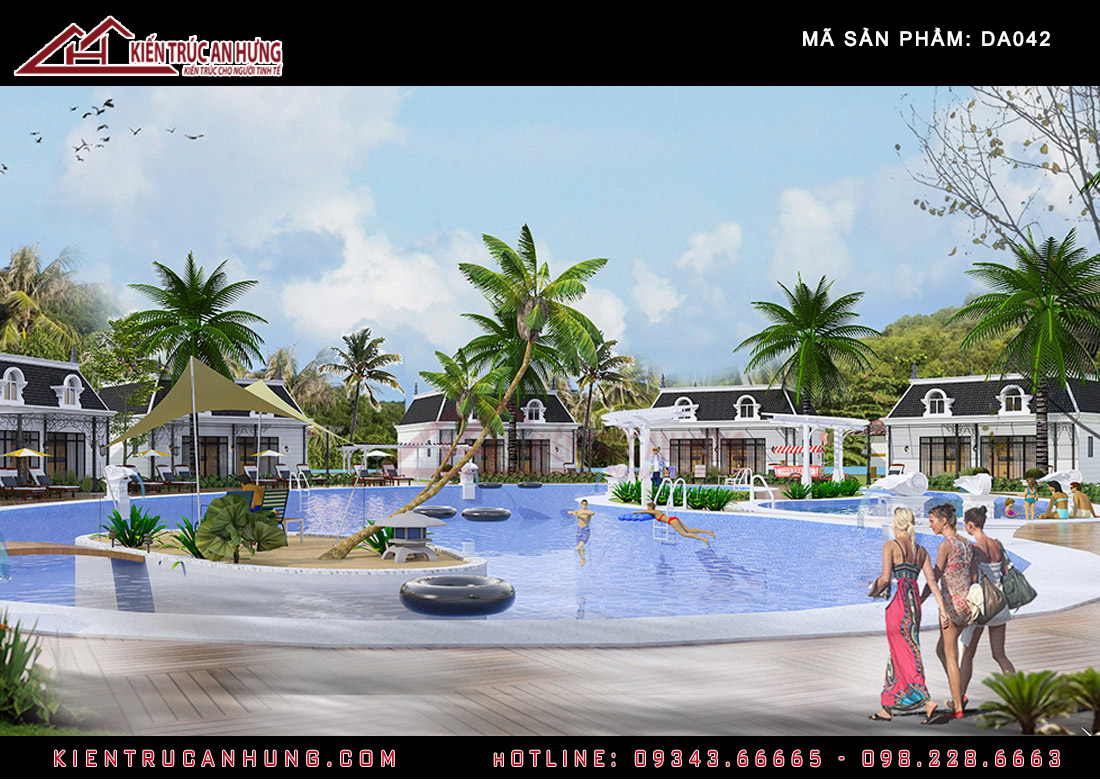 KIẾN TRÚC AN HƯNG
KIẾN TRÚC CHO NGƯỜI TINH TẾ
MÃ SẢN PHẨM: DA042
KIENTRUCANHUNG.COM
HOTLINE: 09343.66665 - 098.228.6663